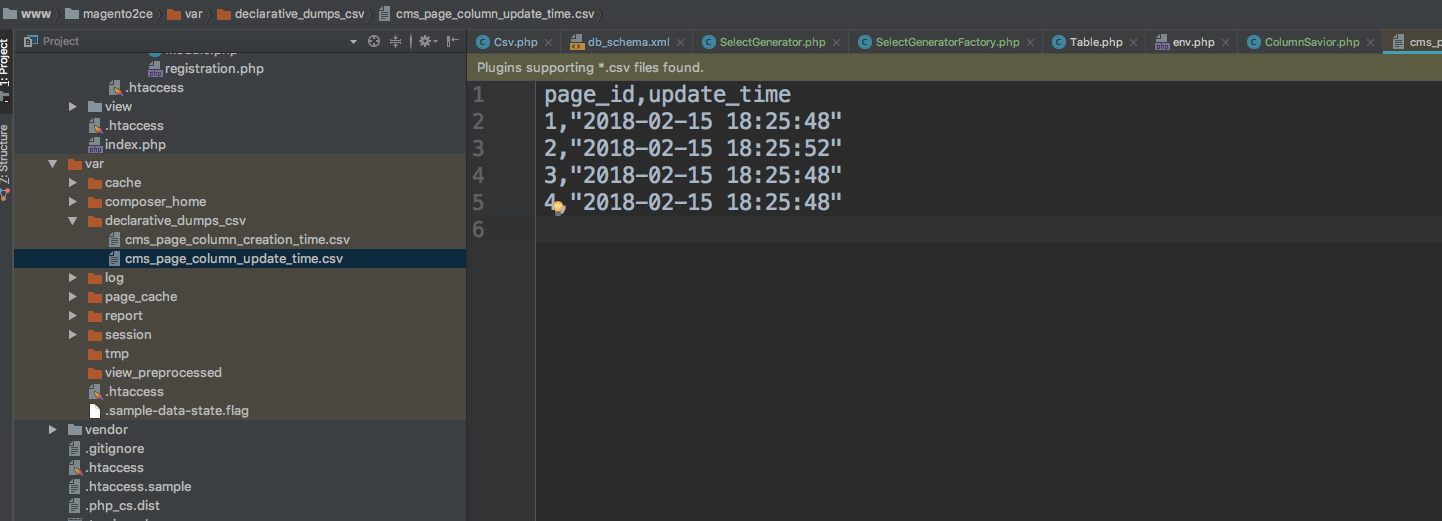 www magento2ce var declarative_dumps_csv cms_page_column_update_time.csv
Project
Csv.php db_schema.xml SelectGenerator.php SelectGeneratorFactory.php Table.php env.php ColumnSavior.php
Plugins supporting *.csv files found.
1: Project
Z: Structure
registration.php
.htaccess
view
.htaccess
index.php
var
cache
composer_home
declarative_dumps_csv
cms_page_column_creation_time.csv
cms_page_column_update_time.csv
log
page_cache
report
session
tmp
view_preprocessed
.htaccess
.sample-data-state.flag
vendor
.gitignore
.htaccess
.htaccess.sample
.php_cs.dist
1 page_id,update_time
2 1,"2018-02-15 18:25:48"
3 2,"2018-02-15 18:25:52"
4 3,"2018-02-15 18:25:48"
5 4,"2018-02-15 18:25:48"
6